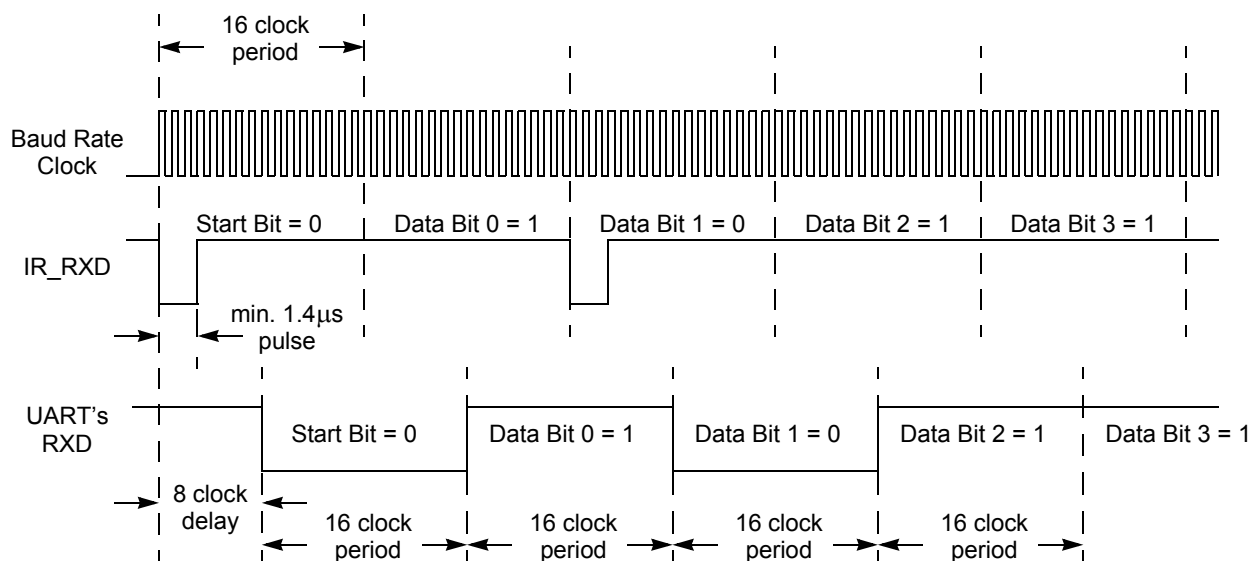 16 clock
period
Baud Rate
Clock
Start Bit = 0
Data Bit 0 = 1
Data Bit 1 = 0
Data Bit 2 = 1
Data Bit 3 = 1
IR_RXD
min. 1.4μs
pulse
UART's
RXD
Start Bit = 0
Data Bit 0 = 1
Data Bit 1 = 0
Data Bit 2 = 1
Data Bit 3 = 1
8 clock
delay
16 clock
period
16 clock
period
16 clock
period
16 clock
period